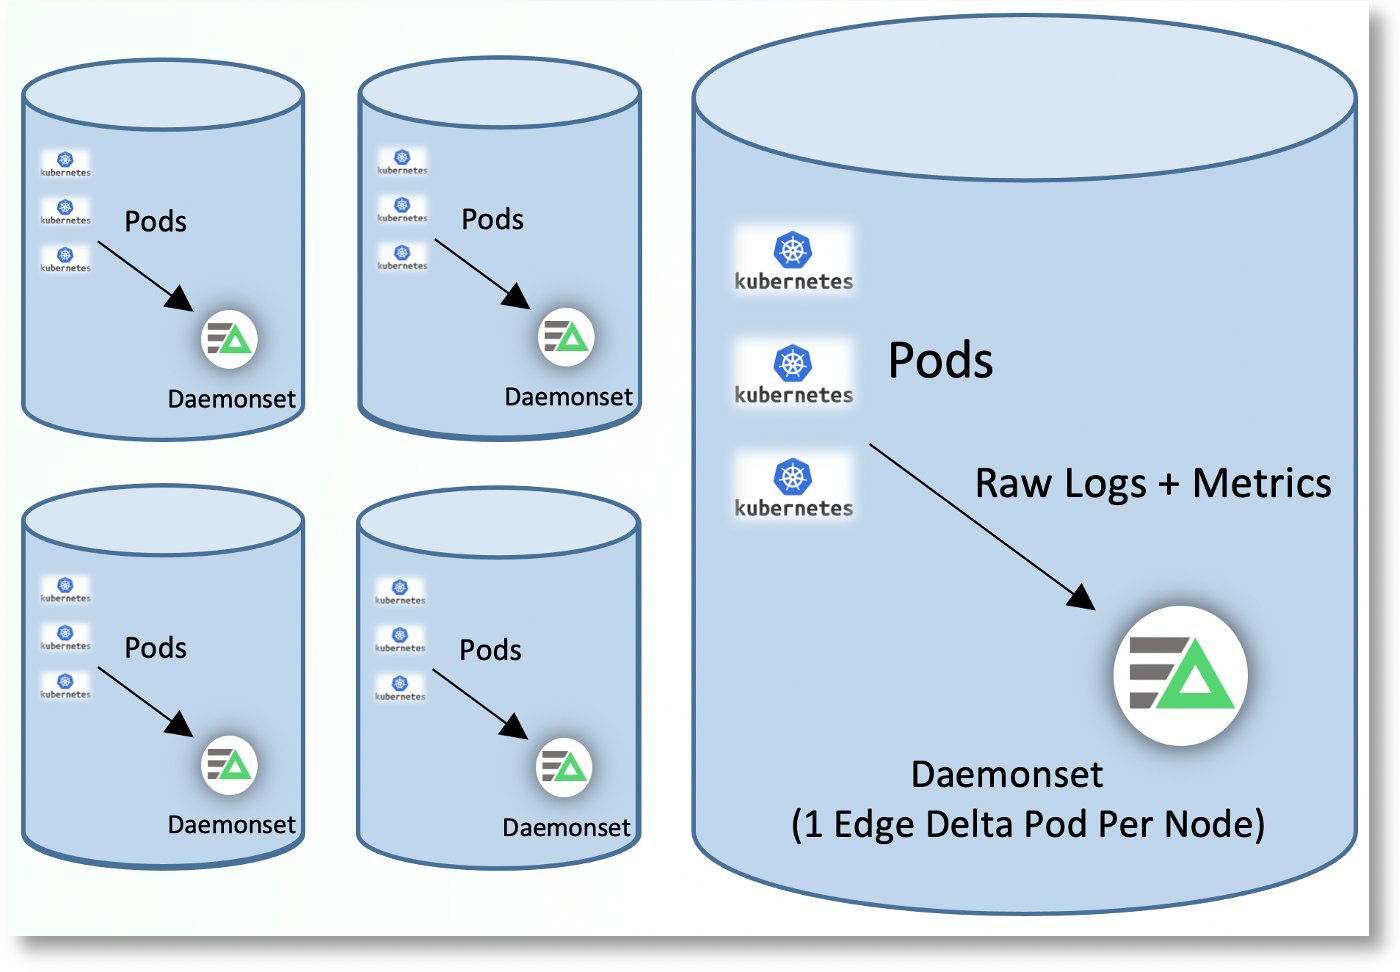 kubernetes
kubernetes
Pods
kubernetes
Daemonset
kubernetes
kubernetes
Pods
kubernetes
Daemonset
kubernetes
kubernetes
Pods
kubernetes
Daemonset
kubernetes
kubernetes
Pods
kubernetes
Daemonset
kubernetes
kubernetes
Pods
kubernetes
Raw Logs + Metrics
Daemonset
(1 Edge Delta Pod Per Node)